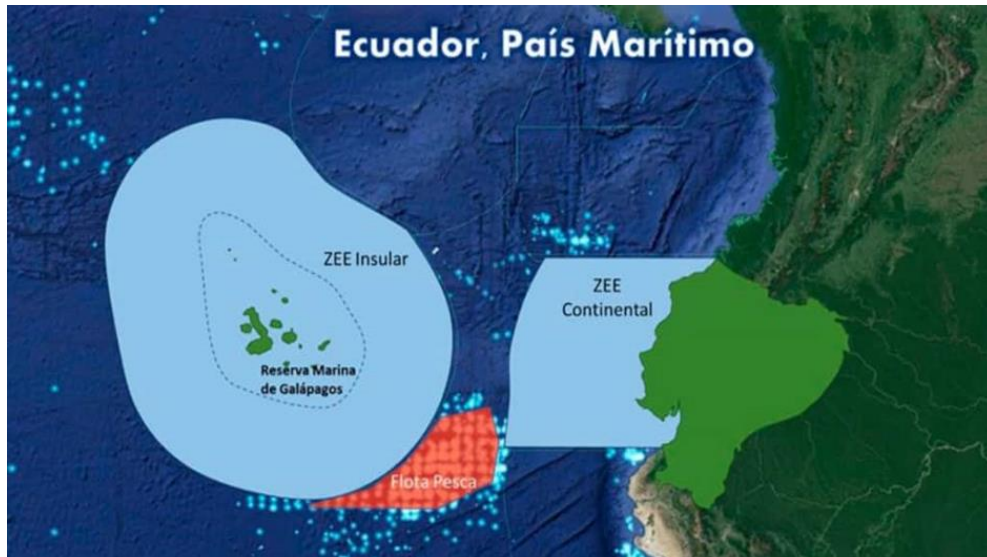 Ecuador, País Marítimo
ZEE Insular
ZEE
Continental
Reserva Marina
de Galápagos
Flota Pesca